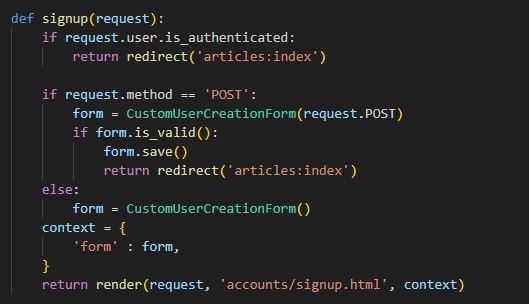 def signup(request):
    if request.user.is_authenticated:
        return redirect('articles:index')

    if request.method == 'POST':
        form = CustomUserCreationForm(request.POST)
        if form.is_valid():
            form.save()
            return redirect('articles:index')
    else:
        form = CustomUserCreationForm()
    context = {
        'form' : form,
    }
    return render(request, 'accounts/signup.html', context)